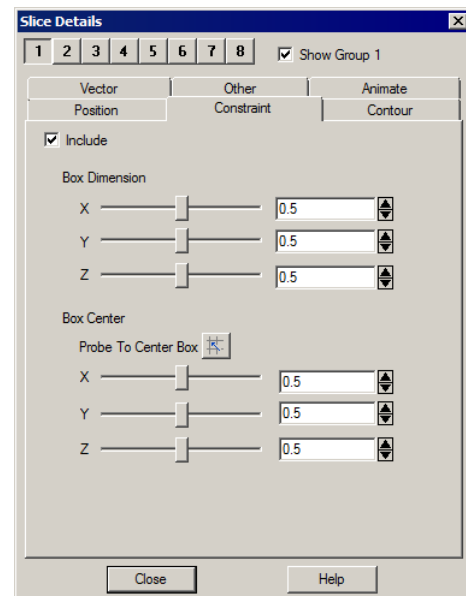 Slice Details
1 2 3 4 5 6 7 8 Show Group 1
Vector Other Animate
Position Constraint Contour
Include
Box Dimension
X 0.5
Y 0.5
Z 0.5
Box Center
Probe To Center Box
X 0.5
Y 0.5
Z 0.5
Close Help